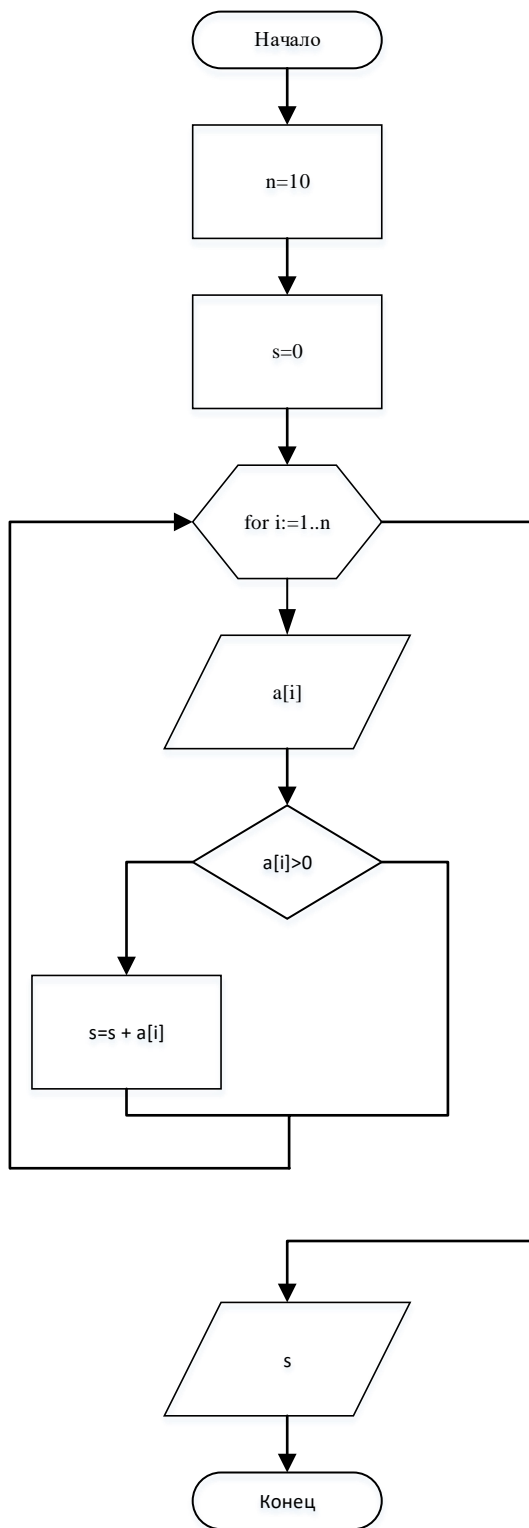 Начало
n=10
s=0
for i:=1..n
a[i]
a[i]>0
s=s + a[i]
s
Конец